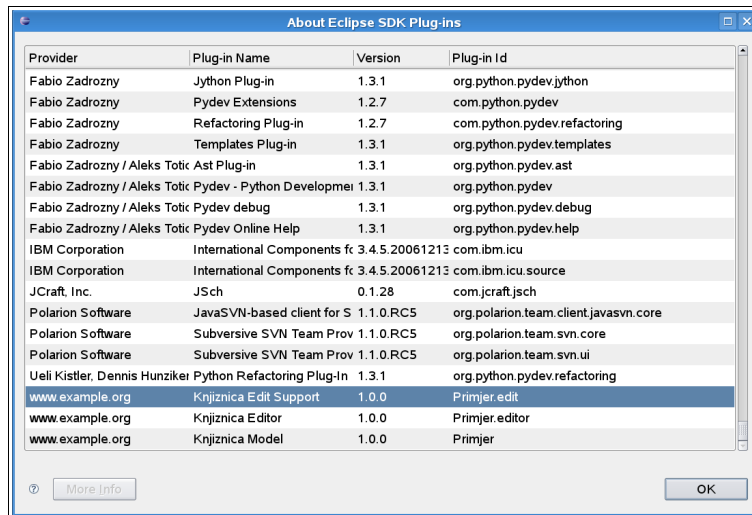 About Eclipse SDK Plug-ins
Provider Plug-in Name Version Plug-in Id
Fabio Zadrozny Jython Plug-in 1.3.1 org.python.pydev.jython
Fabio Zadrozny Pydev Extensions 1.2.7 com.python.pydev
Fabio Zadrozny Refactoring Plug-in 1.2.7 com.python.pydev.refactoring
Fabio Zadrozny Templates Plug-in 1.3.1 org.python.pydev.templates
Fabio Zadrozny / Aleks Totic Ast Plug-in 1.3.1 org.python.pydev.ast
Fabio Zadrozny / Aleks Totic Pydev - Python Developmen 1.3.1 org.python.pydev
Fabio Zadrozny / Aleks Totic Pydev debug 1.3.1 org.python.pydev.debug
Fabio Zadrozny / Aleks Totic Pydev Online Help 1.3.1 org.python.pydev.help
IBM Corporation International Components fo 3.4.5.20061213 com.ibm.icu
IBM Corporation International Components fo 3.4.5.20061213 com.ibm.icu.source
JCraft, Inc. JSch 0.1.28 com.jcraft.jsch
Polarion Software JavaSVN-based client for S 1.1.0.RC5 org.polarion.team.client.javasvn.core
Polarion Software Subversive SVN Team Prov 1.1.0.RC5 org.polarion.team.svn.core
Polarion Software Subversive SVN Team Prov 1.1.0.RC5 org.polarion.team.svn.ui
Ueli Kistler, Dennis Hunziker Python Refactoring Plug-In 1.3.1 org.python.pydev.refactoring
www.example.org Knjiznica Edit Support 1.0.0 Primjer.edit
www.example.org Knjiznica Editor 1.0.0 Primjer.editor
www.example.org Knjiznica Model 1.0.0 Primjer
? More Info OK